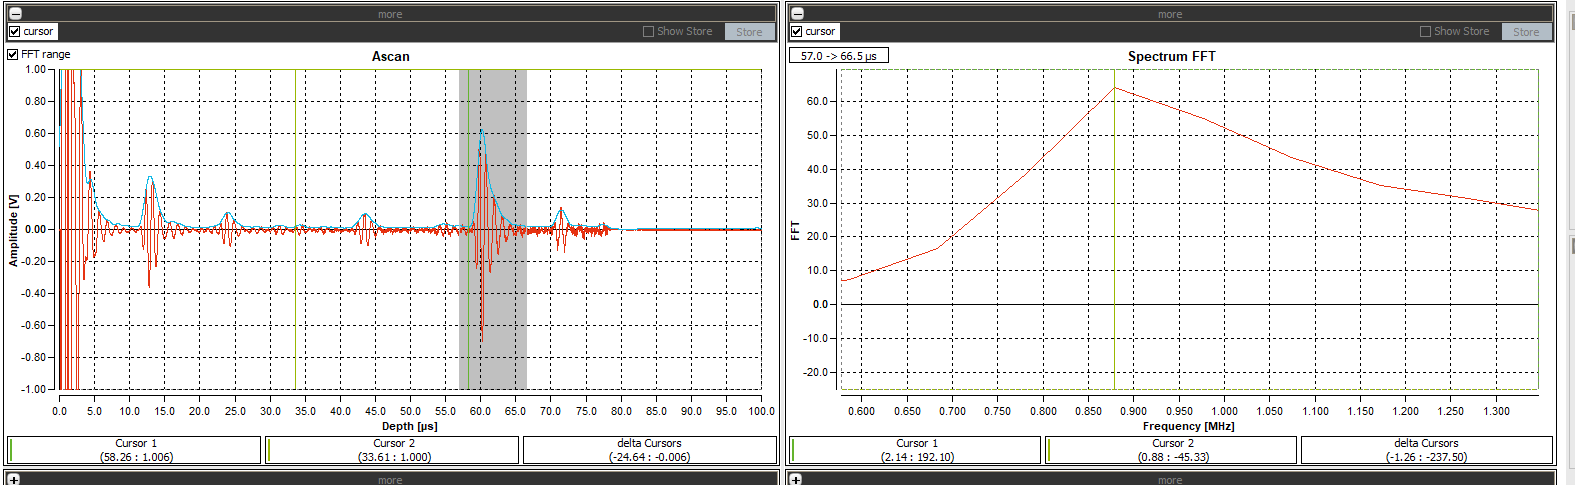 more
cursor
Show Store
Store
FFT range
Ascan
1.00
0.80
0.60
0.40
0.20
0.00
-0.20
-0.40
-0.60
-0.80
-1.00
Amplitude [V]
0.0 5.0 10.0 15.0 20.0 25.0 30.0 35.0 40.0 45.0 50.0 55.0 60.0 65.0 70.0 75.0 80.0 85.0 90.0 95.0 100.0
Depth [µs]
Cursor 1
(58.26 : 1.006)
Cursor 2
(33.61 : 1.000)
delta Cursors
(-24.64 : -0.006)
more
more
cursor
Show Store
Store
57.0 -> 66.5 µs
Spectrum FFT
60.0
50.0
40.0
30.0
20.0
10.0
0.0
-10.0
-20.0
FFT
0.600 0.650 0.700 0.750 0.800 0.850 0.900 0.950 1.000 1.050 1.100 1.150 1.200 1.250 1.300
Frequency [MHz]
Cursor 1
(2.14 : 192.10)
Cursor 2
(0.88 : -45.33)
delta Cursors
(-1.26 : -237.50)
more